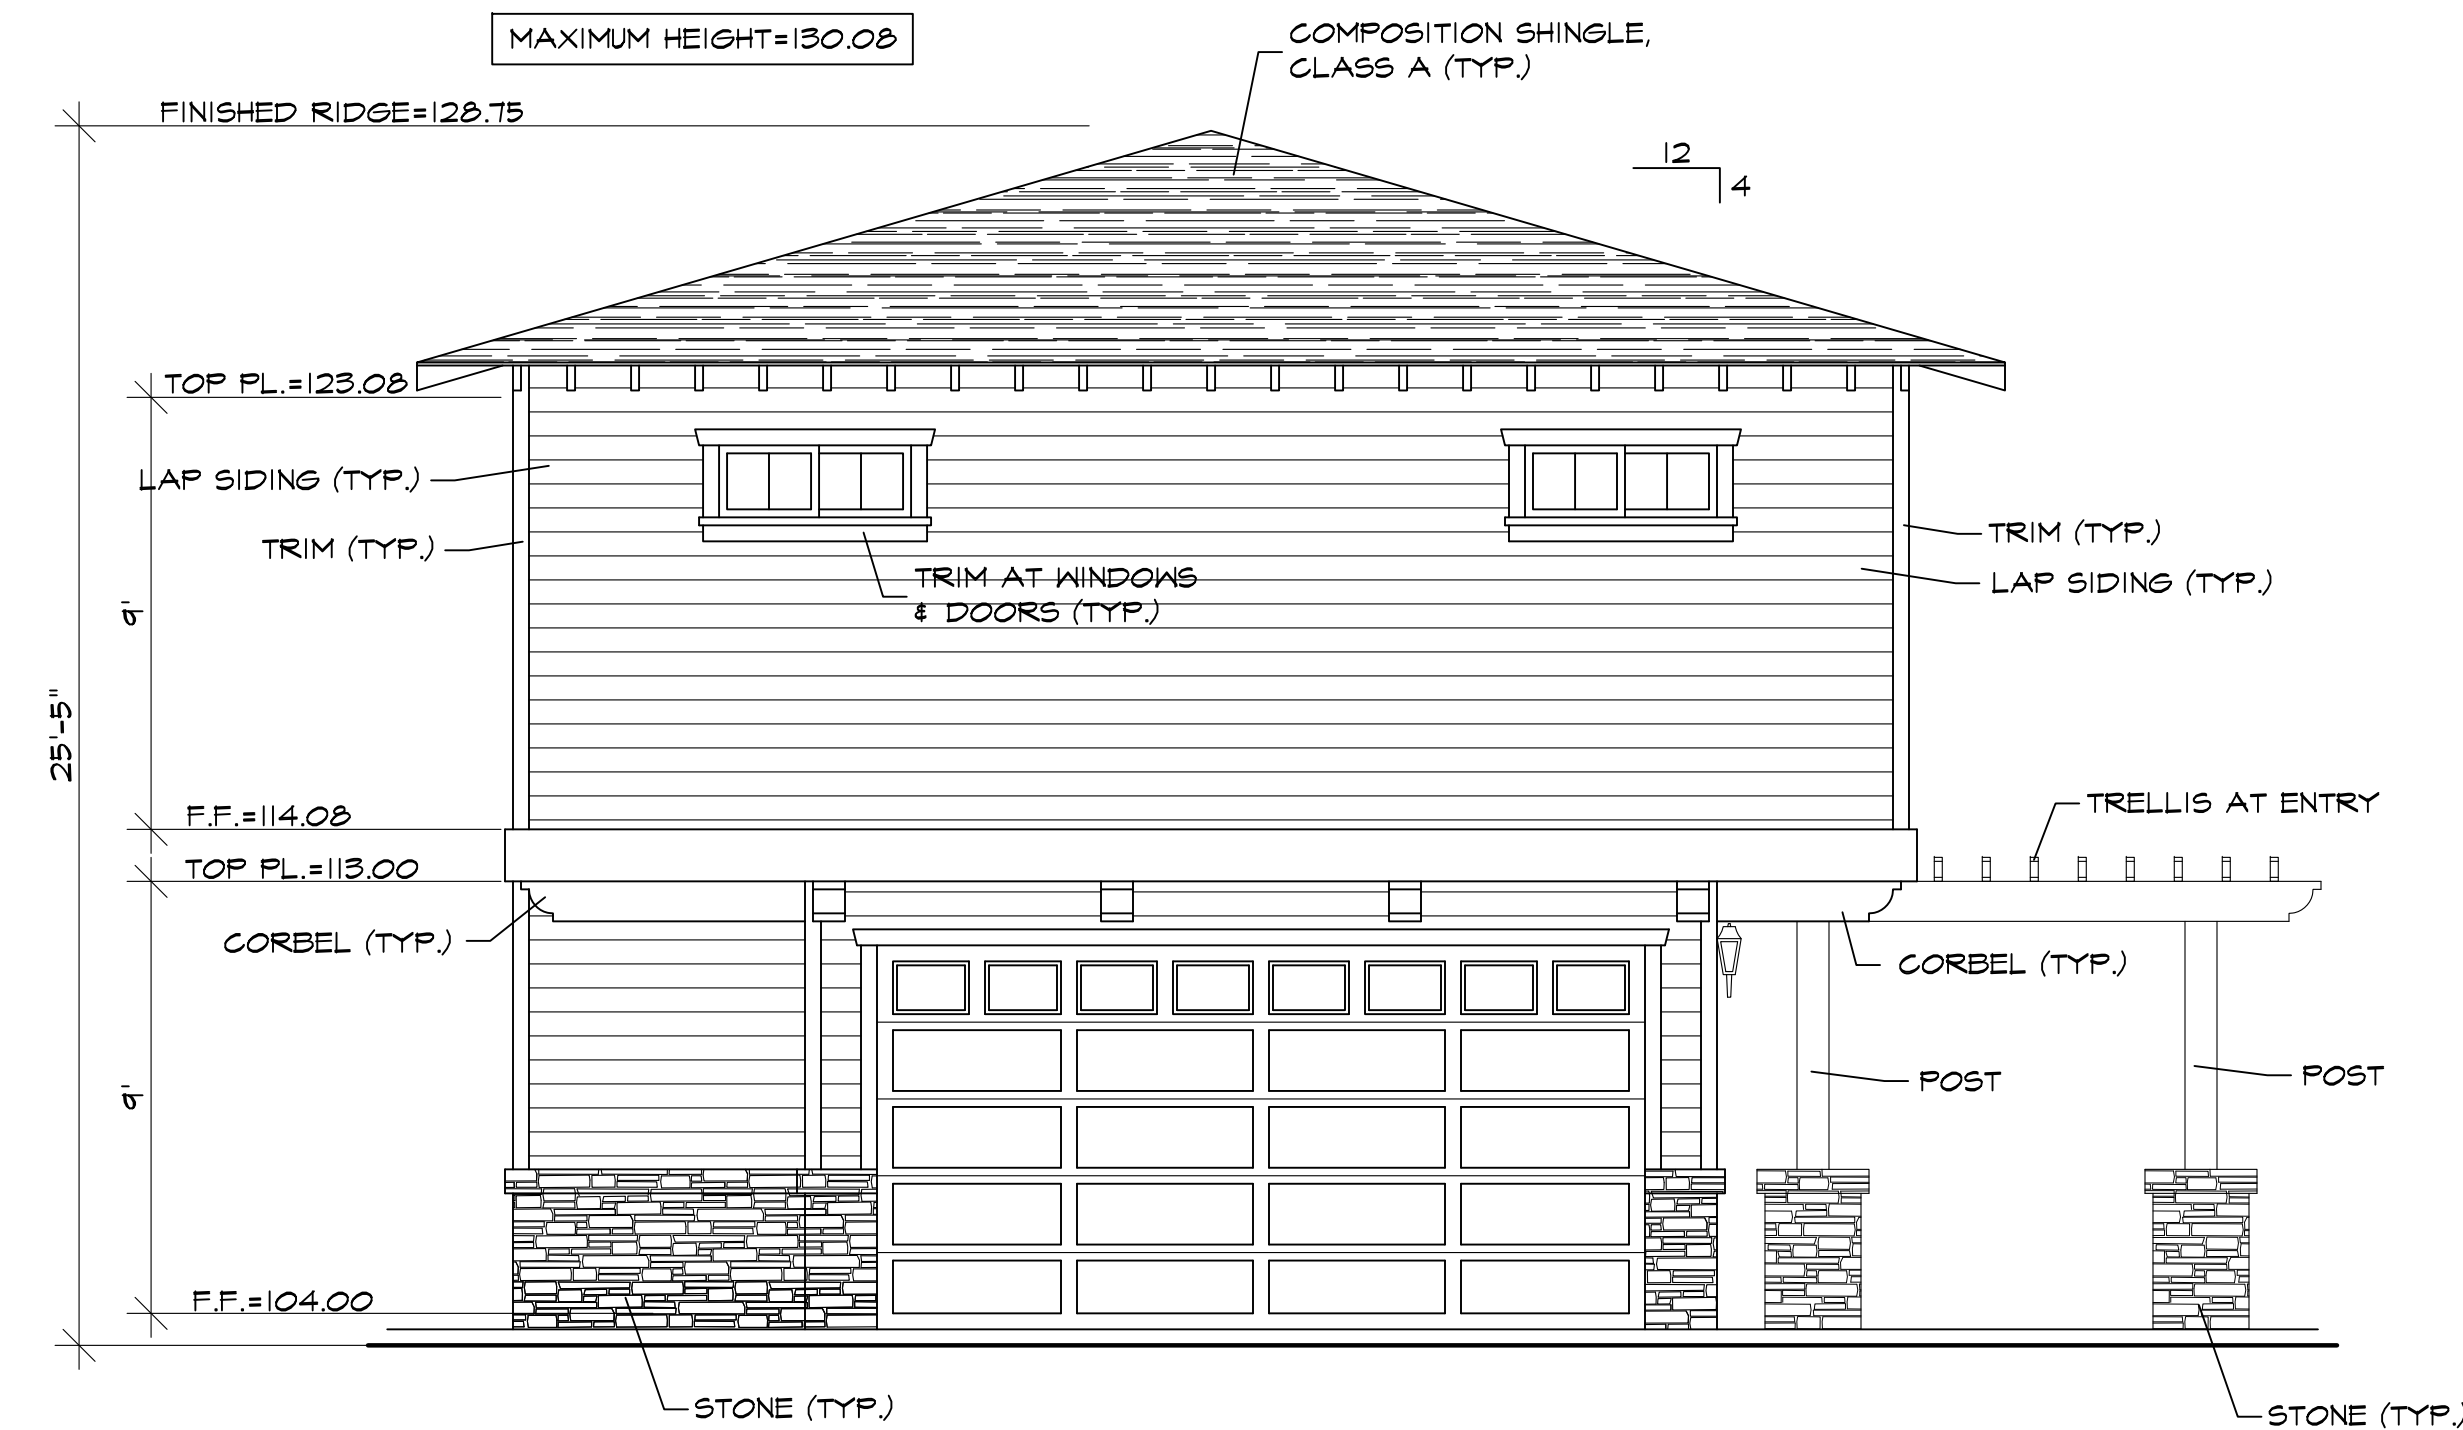 MAXIMUM HEIGHT=130.08
COMPOSITION SHINGLE,
CLASS A (TYP.)
FINISHED RIDGE=128.75
12
4
TOP PL.=123.08
LAP SIDING (TYP.)
TRIM (TYP.)
TRIM (TYP.)
TRIM AT WINDOWS
& DOORS (TYP.)
LAP SIDING (TYP.)
9'
25'-5"
F.F.=114.08
TRELLIS AT ENTRY
TOP PL.=113.00
CORBEL (TYP.)
CORBEL (TYP.)
POST
POST
9'
F.F.=104.00
STONE (TYP.)
STONE (TYP.)